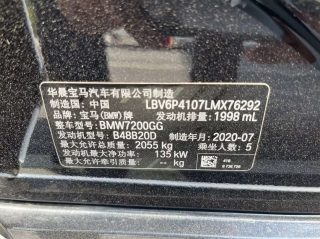 华晨宝马汽车有限公司制造
制造国：中国 LBV6P4107LMX76292
品牌：宝马(BMW)牌 发动机排量：1998 mL
整车型号：BMW7200GG
发动机型号：B48B20D 制造年月：2020-07
最大允许总质量：2055 kg 乘坐人数：5
发动机最大净功率：135 kW
最大允许牵引质量：-- kg